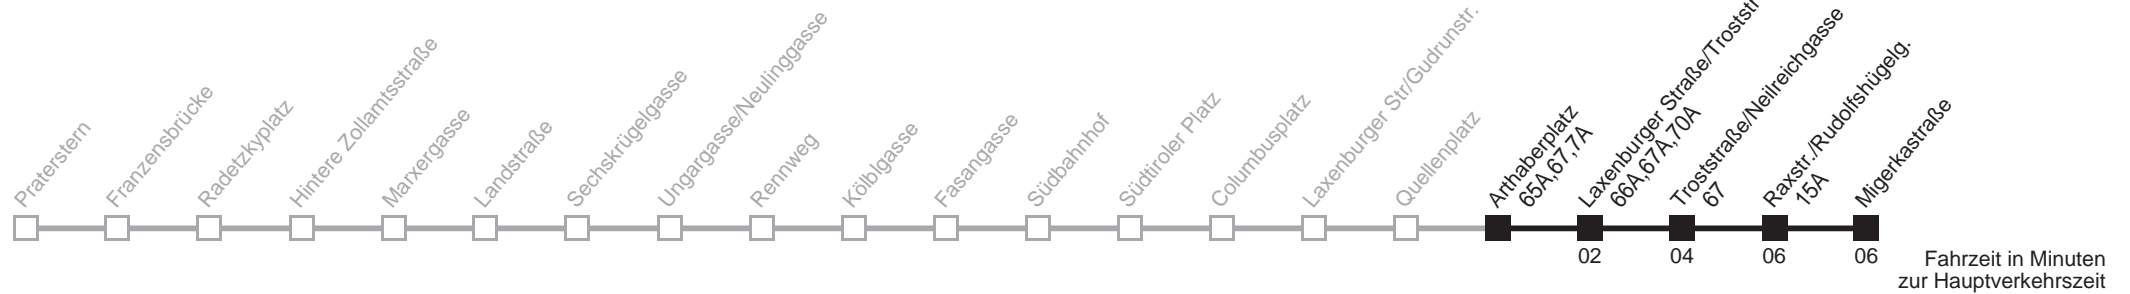 Praterstern
Franzensbrücke
Radetzkyplatz
Hintere Zollamtsstraße
Marxergasse
Landstraße
Sechskrügelgasse
Ungargasse/Neulinggasse
Rennweg
Kölblgasse
Fasangasse
Südbahnhof
Südtiroler Platz
Columbusplatz
Laxenburger Str/Gudrunstr.
Quellenplatz
Arthaberplatz
65A,67,7A
Laxenburger Straße/Troststr
66A,67A,70A
Troststraße/Neilreichgasse
67
Raxstr./Rudolfshügelg.
15A
Migerkastraße
02
04
06
06
Fahrzeit in Minuten
zur Hauptverkehrszeit